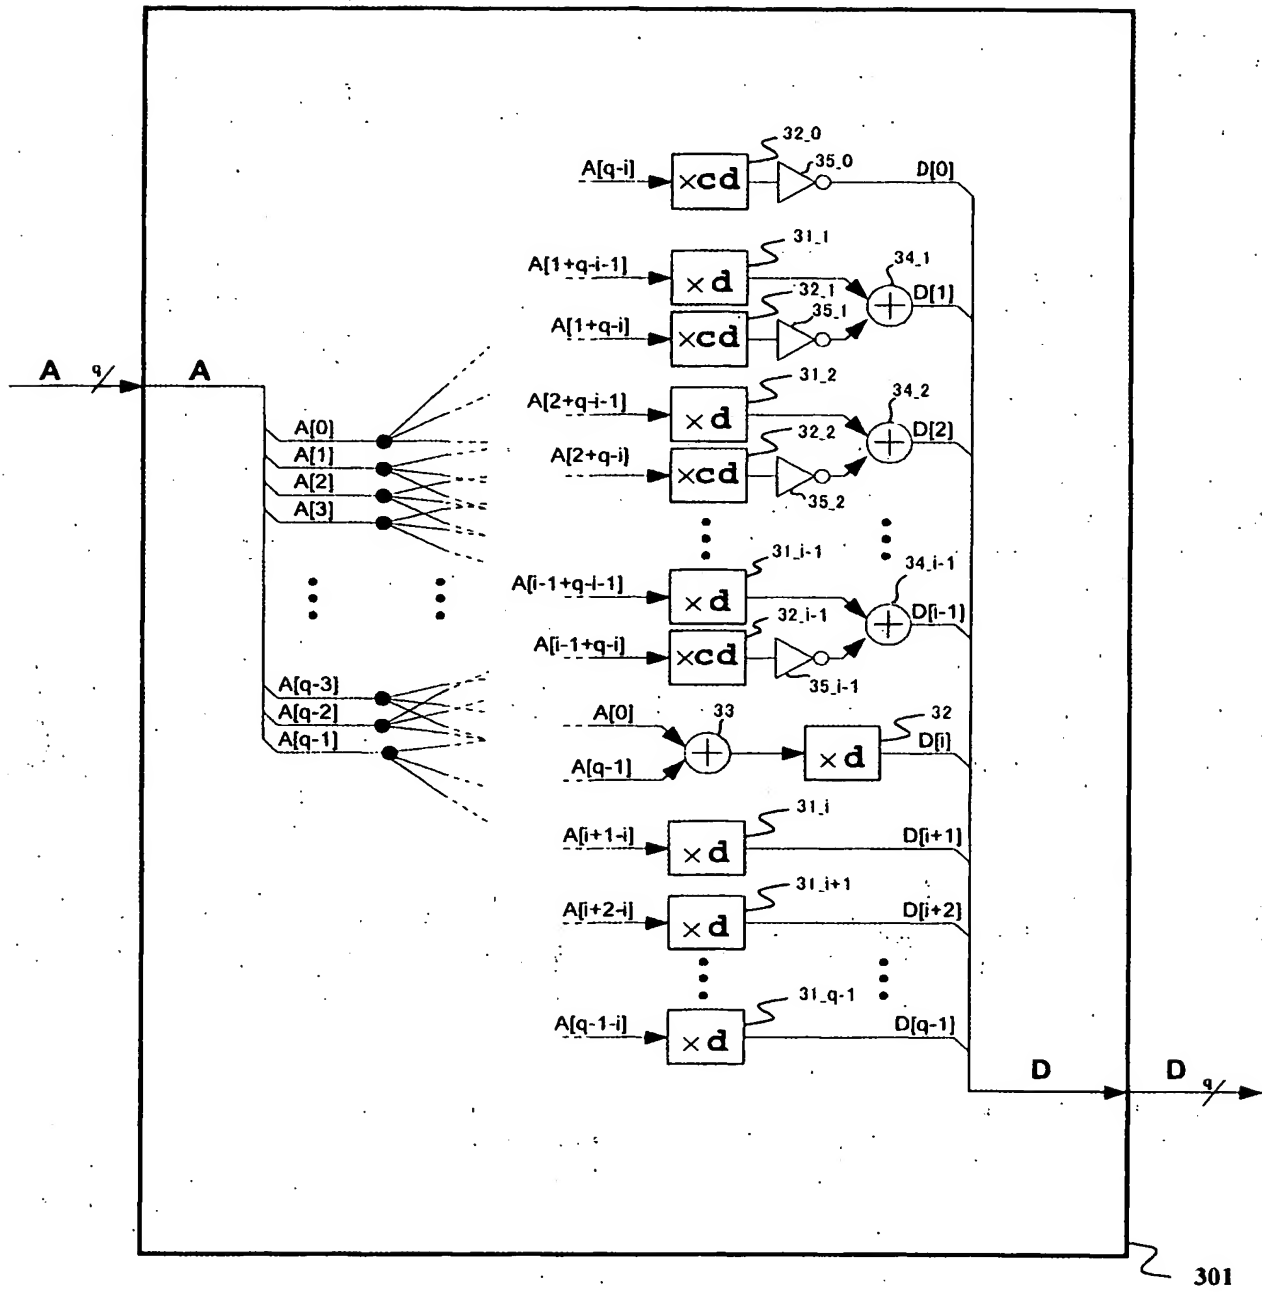 32_0
A[q-i] ×cd 35_0 D[0]
31_1
A[1+q-i-1] ×d 34_1
32_1 + D[1]
A[1+q-i] ×cd 35_1
31_2
A q A
A[2+q-i-1] ×d 34_2
32_2 + D[2]
A[2+q-i] ×cd
35_2
A[0]
A[1]
A[2]
A[3]
31_i-1
A[i-1+q-i-1] ×d 34_i-1
32_i-1 + D[i-1]
A[i-1+q-i] ×cd
35_i-1
A[q-3]
A[q-2]
A[q-1]
A[0] 33 32
+ ×d D[i]
A[q-1]
31_i
A[i+1-i] ×d D[i+1]
31_i+1
A[i+2-i] ×d D[i+2]
31_q-1
A[q-1-i] ×d D[q-1]
D D q
301